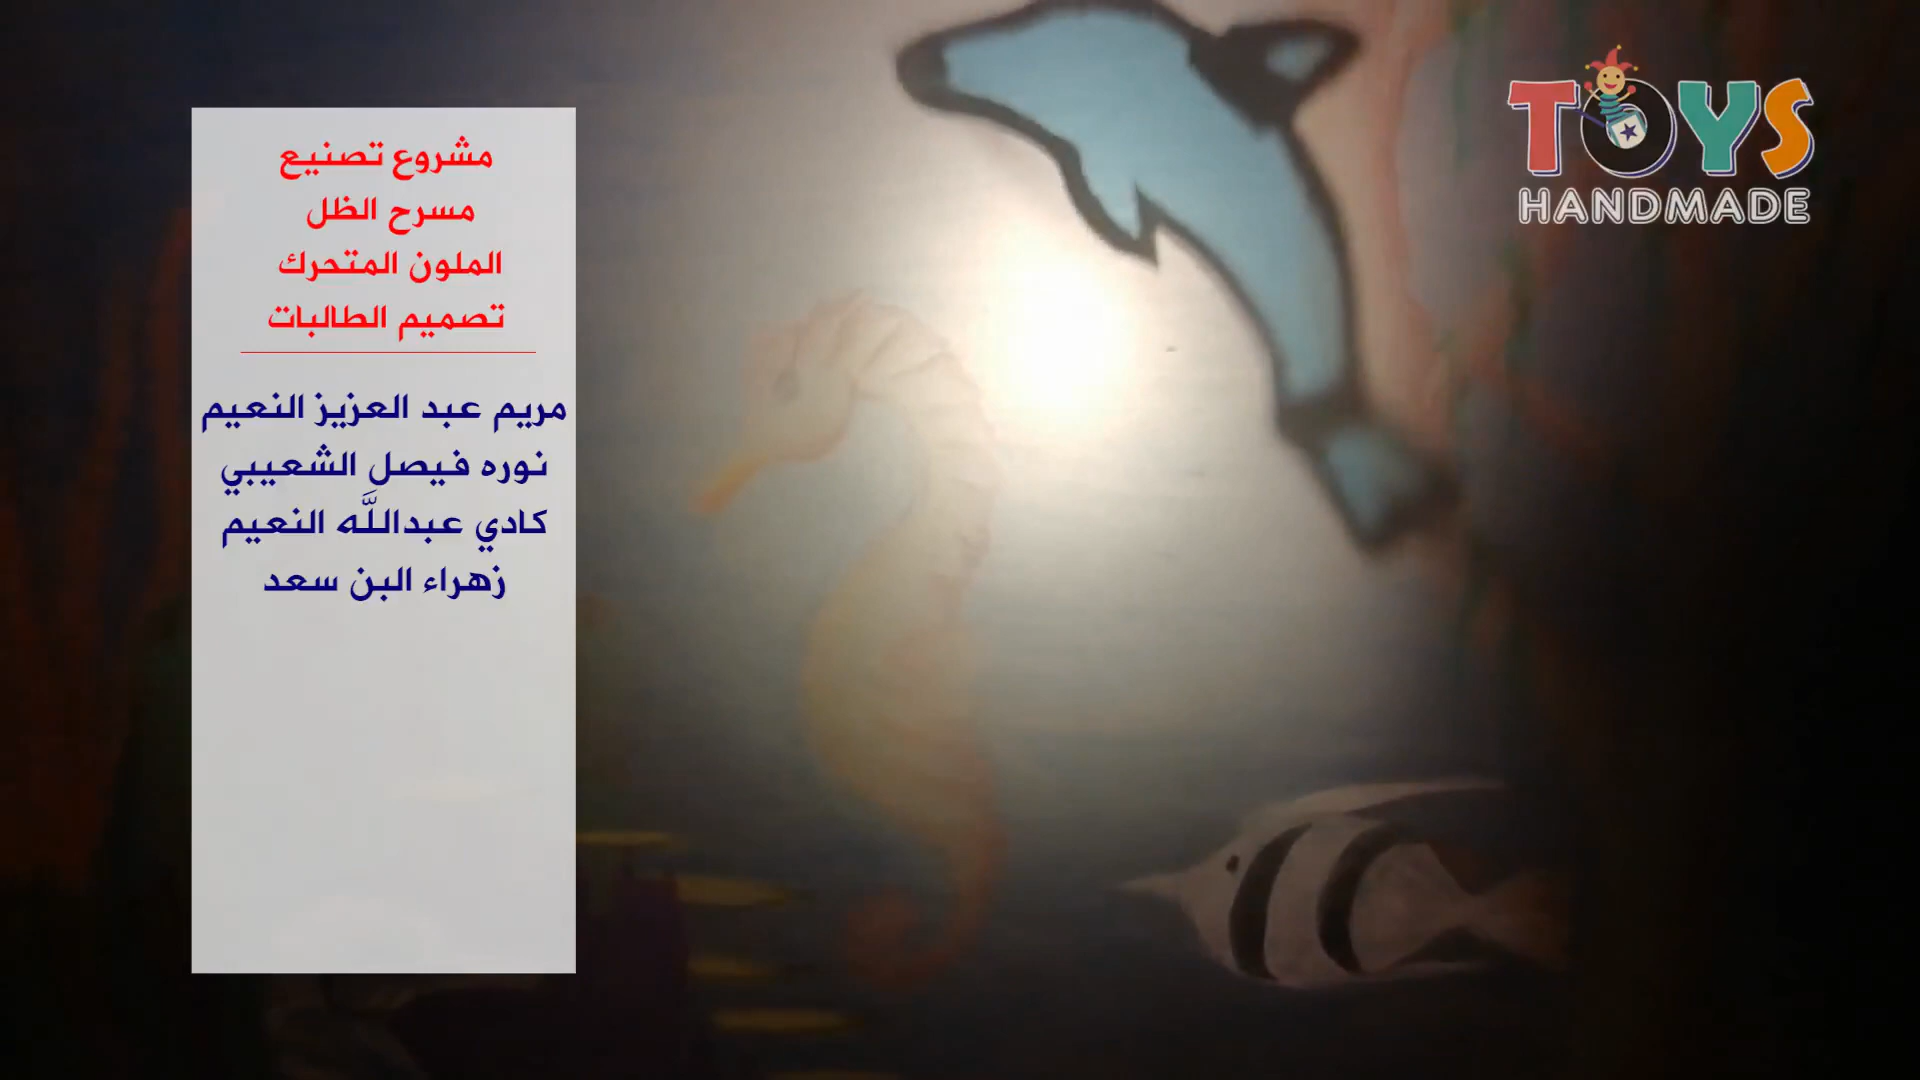 مشروع تصنيع
مسرح الظل
الملون المتحرك
تصميم الطالبات
مريم عبد العزيز النعيم
نوره فيصل الشعيبي
كادي عبداللَّه النعيم
زهراء البن سعد
TOYS
HANDMADE